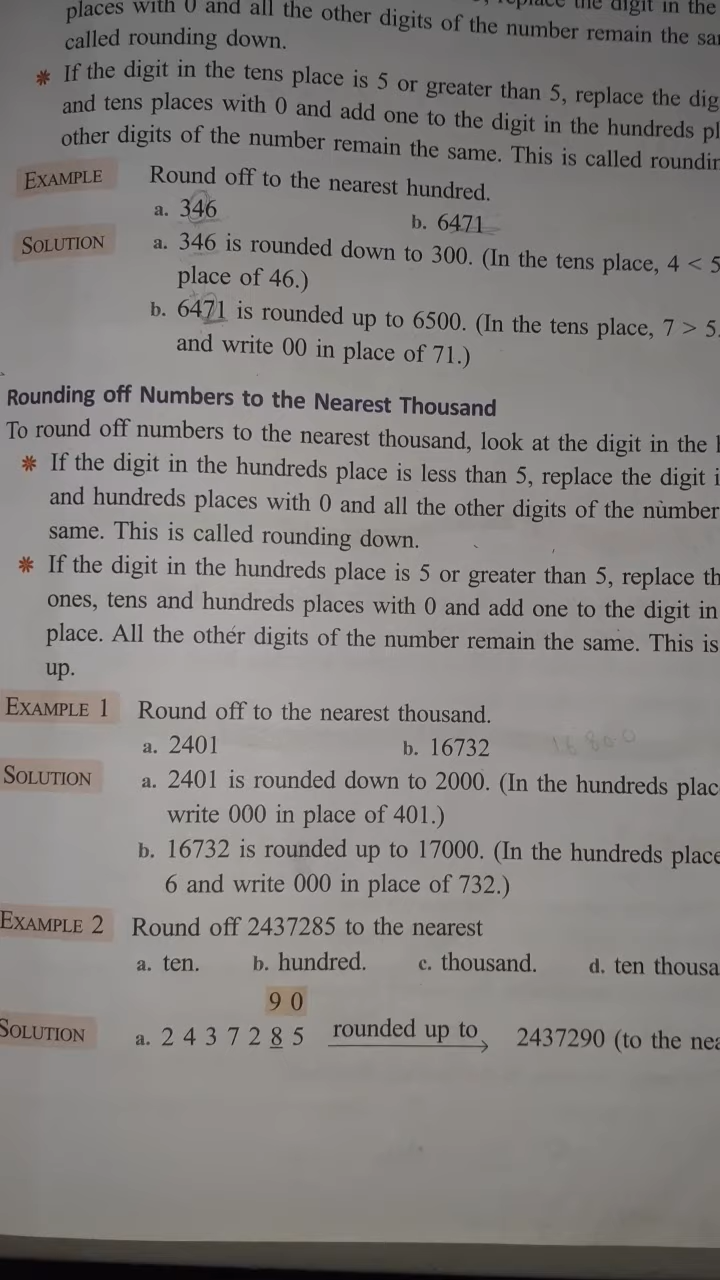 places with 0 and all the other digits of the number remain the
called rounding down.
* If the digit in the tens place is 5 or greater than 5, replace the
and tens places with 0 and add one to the digit in the hundreds
other digits of the number remain the same. This is called
EXAMPLE Round off to the nearest hundred.
a. 346 b. 6471
SOLUTION a. 346 is rounded down to 300. (In the tens place, 4 < 5
place of 46.)
b. 6471 is rounded up to 6500. (In the tens place, 7 > 5.
and write 00 in place of 71.)
Rounding off Numbers to the Nearest Thousand
To round off numbers to the nearest thousand, look at the digit in the
* If the digit in the hundreds place is less than 5, replace the digit
and hundreds places with 0 and all the other digits of the number
same. This is called rounding down.
* If the digit in the hundreds place is 5 or greater than 5, replace
ones, tens and hundreds places with 0 and add one to the digit in
place. All the other digits of the number remain the same. This is
up.
EXAMPLE 1 Round off to the nearest thousand.
a. 2401 b. 16732
SOLUTION a. 2401 is rounded down to 2000. (In the hundreds
write 000 in place of 401.)
b. 16732 is rounded up to 17000. (In the hundreds place
6 and write 000 in place of 732.)
EXAMPLE 2 Round off 2437285 to the nearest
a. ten. b. hundred. c. thousand. d. ten
9 0
SOLUTION a. 2 4 3 7 2 8 5 rounded up to 2437290 (to the